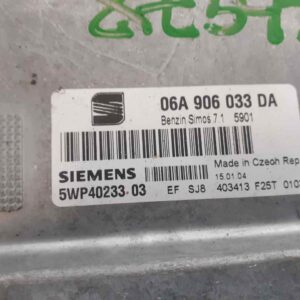 06A 906 033 DA
Benzin Simos 7.1 5901
SIEMENS
Made in Czech Rep
15.01.04
5WP40233 03 EF SJ8 403413 F25T 010